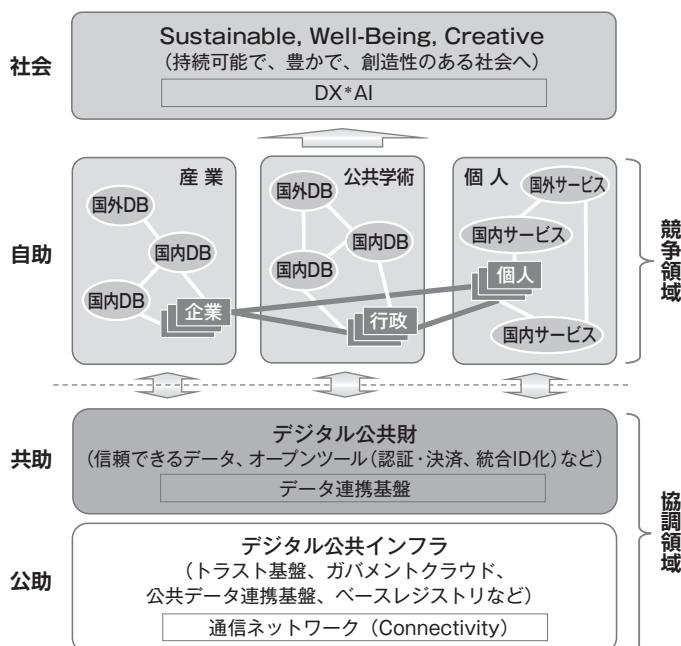 社会
Sustainable, Well-Being, Creative
（持続可能で、豊かで、創造性のある社会へ）
DX*AI
自助
産業
国外DB
国内DB
国内DB
企業
公共学術
国外DB
国内DB
国内DB
行政
個人
国外サービス
国内サービス
個人
国内サービス
競争領域
共助
デジタル公共財
（信頼できるデータ、オープンツール（認証・決済、統合ID化）など）
データ連携基盤
公助
デジタル公共インフラ
（トラスト基盤、ガバメントクラウド、
公共データ連携基盤、ベースレジストリなど）
通信ネットワーク（Connectivity）
協調領域